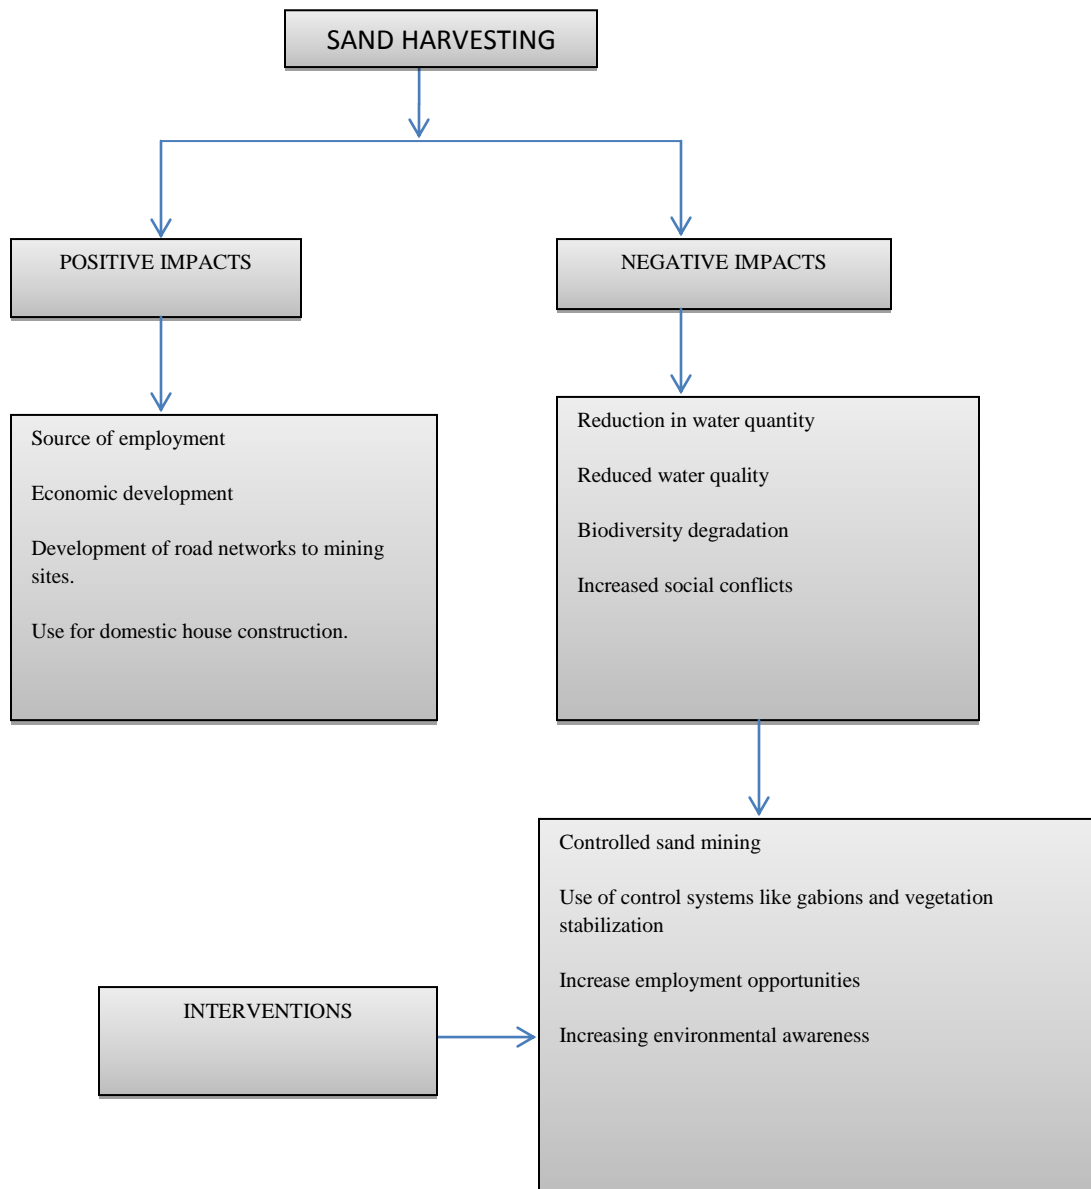 SAND HARVESTING
POSITIVE IMPACTS
NEGATIVE IMPACTS
Source of employment
Economic development
Development of road networks to mining
sites.
Use for domestic house construction.
Reduction in water quantity
Reduced water quality
Biodiversity degradation
Increased social conflicts
Controlled sand mining
Use of control systems like gabions and vegetation
stabilization
Increase employment opportunities
Increasing environmental awareness
INTERVENTIONS